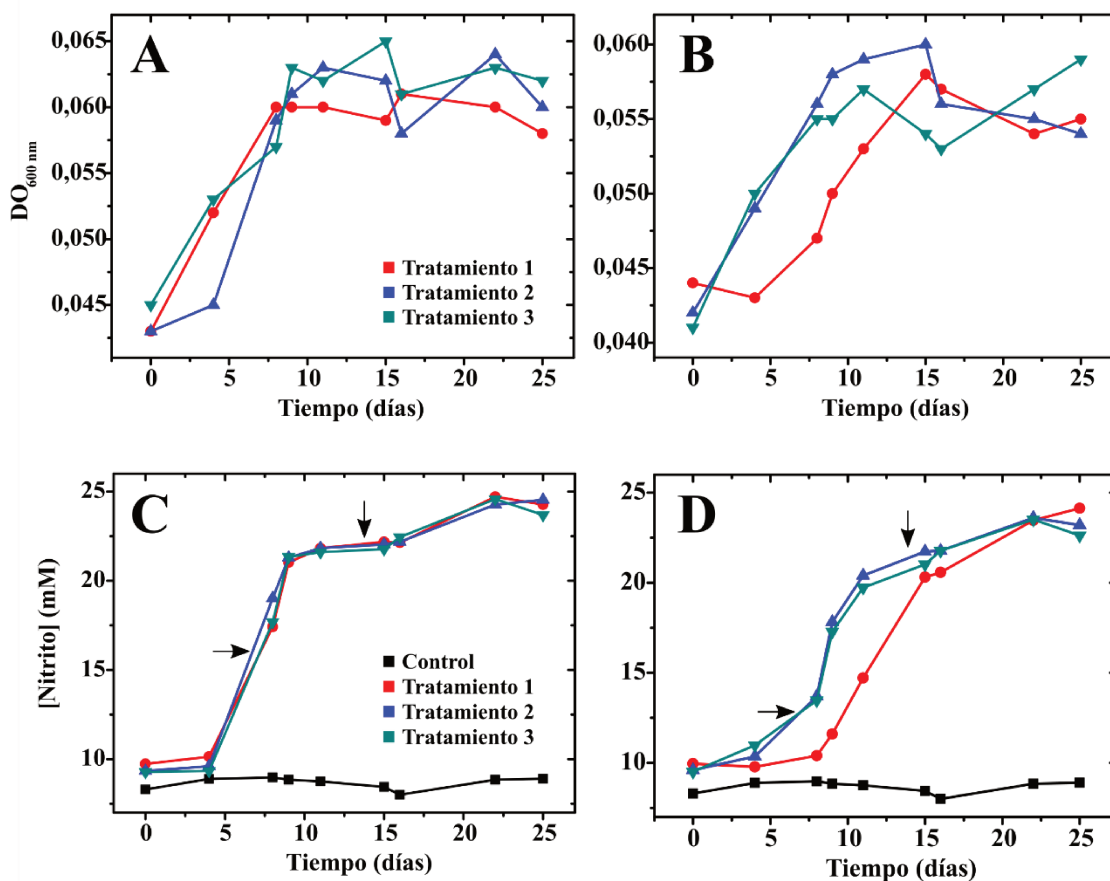 A
DO600 nm
0,065
0,060
0,055
0,050
0,045
Tratamiento 1
Tratamiento 2
Tratamiento 3
0 5 10 15 20 25
Tiempo (días)
B
0,060
0,055
0,050
0,045
0,040
0 5 10 15 20 25
Tiempo (días)
C
[Nitrito] (mM)
25
20
15
10
Control
Tratamiento 1
Tratamiento 2
Tratamiento 3
0 5 10 15 20 25
Tiempo (días)
D
25
20
15
10
0 5 10 15 20 25
Tiempo (días)